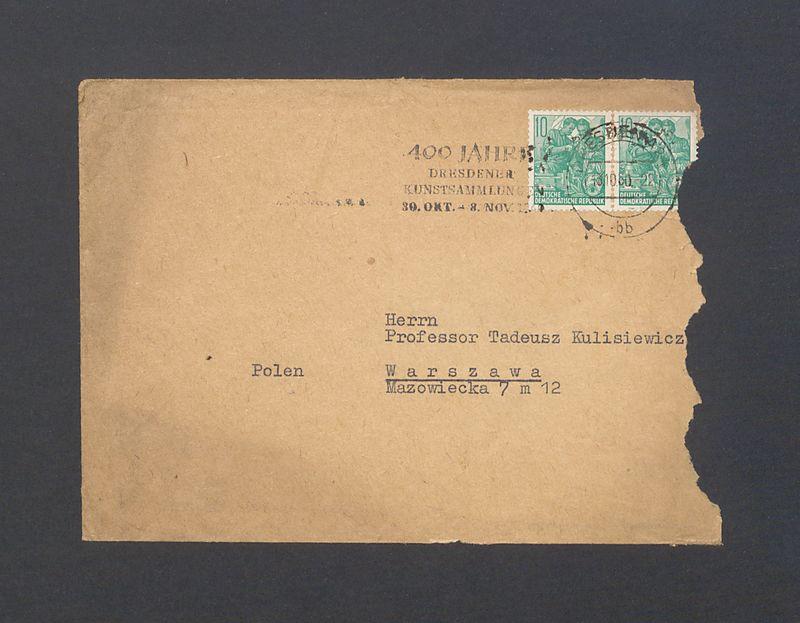 400 JAHRE
DRESDENER
KUNSTSAMMLUNGEN
30. OKT. - 8. NOV.
10
10
DEUTSCHE
DEMOKRATISCHE REPUBLIK
DEUTSCHE
DEMOKRATISCHE REPUBLIK
bb
Herrn
Professor Tadeusz Kulisiewicz
Polen
Warszawa
Mazowiecka 7 m 12